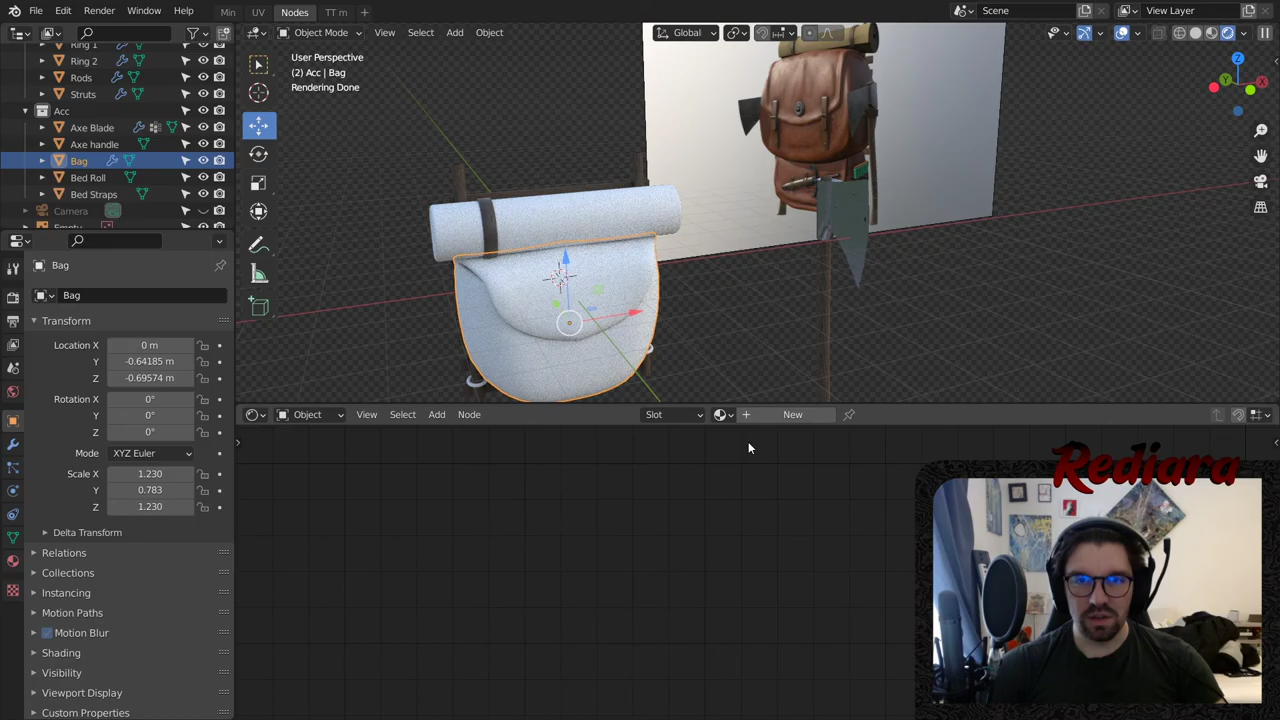 File Edit Render Window Help
Min UV Nodes TT m
Scene
View Layer
Object Mode View Select Add Object
Global
User Perspective
(2) Acc | Bag
Rendering Done
Z
Y
Ring 1
Ring 2
Rods
Struts
Acc
Axe Blade
Axe handle
Bag
Bed Roll
Bed Straps
Camera
Empty
Bag
Bag
Transform
Location X 0 m
Y -0.64185 m
Z -0.69574 m
Rotation X 0°
Y 0°
Z 0°
Mode XYZ Euler
Scale X 1.230
Y 0.783
Z 1.230
Delta Transform
Relations
Collections
Instancing
Motion Paths
Motion Blur
Shading
Visibility
Viewport Display
Custom Properties
Object View Select Add Node
Slot
New
Rediara